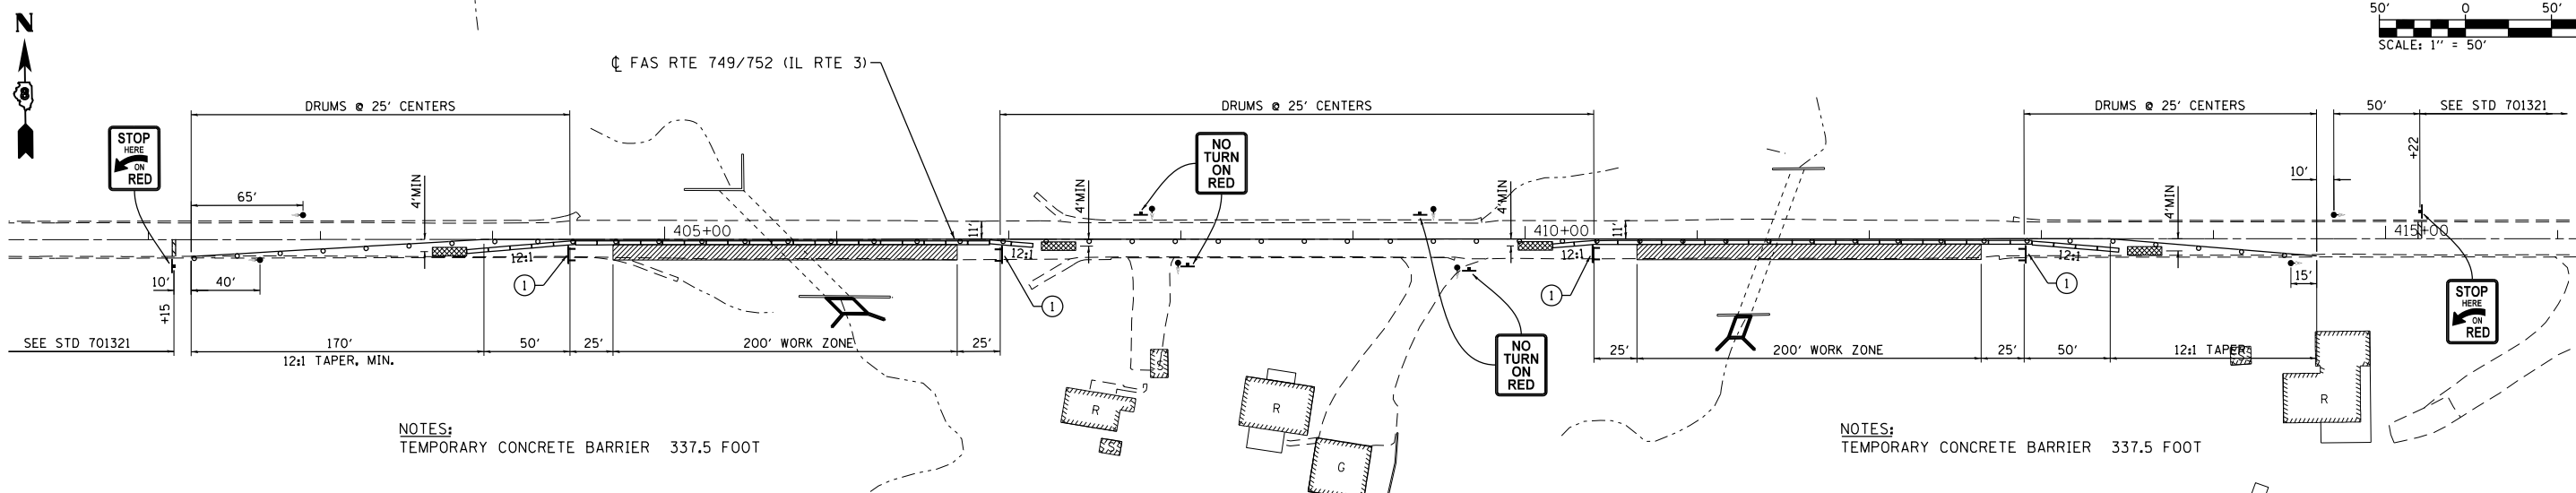 N
8
50' 0 50'
SCALE: 1" = 50'
℄ FAS RTE 749/752 (IL RTE 3)
DRUMS @ 25' CENTERS
DRUMS @ 25' CENTERS
DRUMS @ 25' CENTERS
50'
SEE STD 701321
STOP
HERE
ON
RED
NO
TURN
ON
RED
+22
10'
65'
4'MIN
4'MIN
4'MIN
4'MIN
11'
11'
405+00
410+00
415+00
12:1
12:1
12:1
12:1
10'
40'
+15
15'
1
1
1
1
STOP
HERE
ON
RED
SEE STD 701321
170'
12:1 TAPER, MIN.
50'
25'
200' WORK ZONE
25'
NO
TURN
ON
RED
25'
200' WORK ZONE
25'
50'
12:1 TAPER
S
S
R
S
R
G
R
NOTES:
TEMPORARY CONCRETE BARRIER 337.5 FOOT
NOTES:
TEMPORARY CONCRETE BARRIER 337.5 FOOT